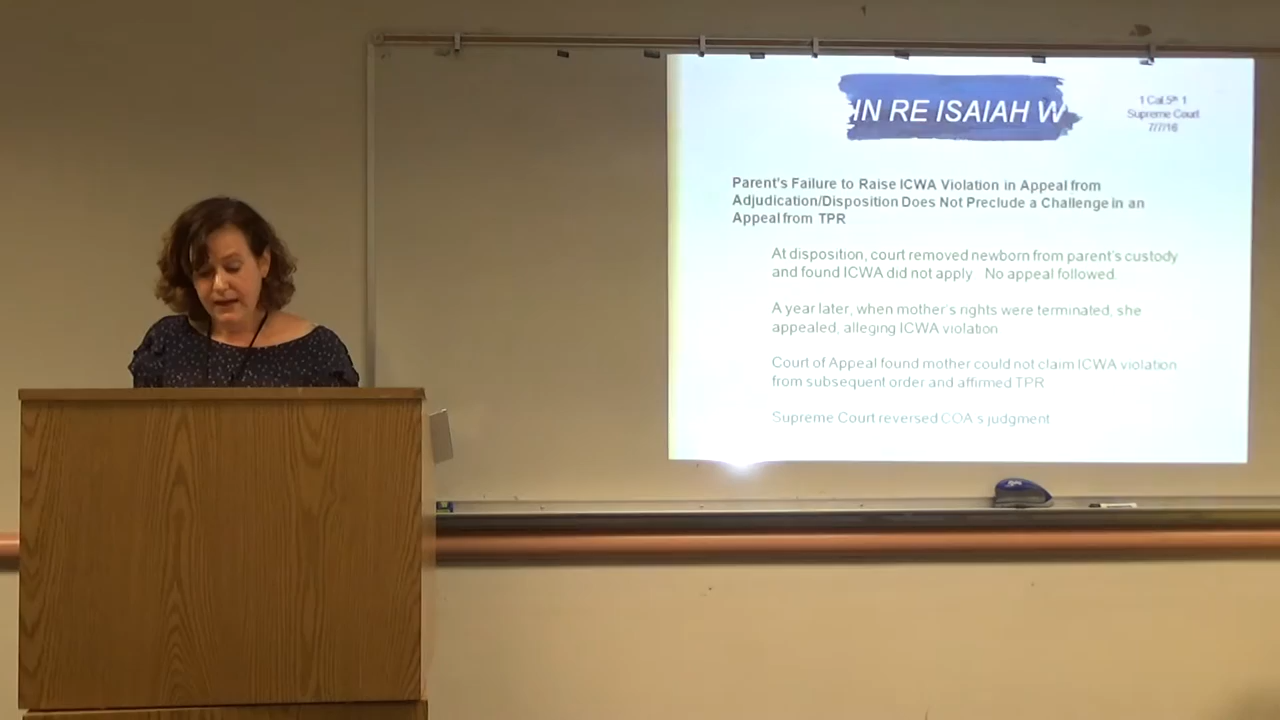 IN RE ISAIAH W
1 Cal.5th 1
Supreme Court
7/7/16
Parent's Failure to Raise ICWA Violation in Appeal from
Adjudication/Disposition Does Not Preclude a Challenge in an
Appeal from TPR
At disposition, court removed newborn from parent's custody
and found ICWA did not apply. No appeal followed.
A year later, when mother's rights were terminated, she
appealed, alleging ICWA violation
Court of Appeal found mother could not claim ICWA violation
from subsequent order and affirmed TPR
Supreme Court reversed COA's judgment